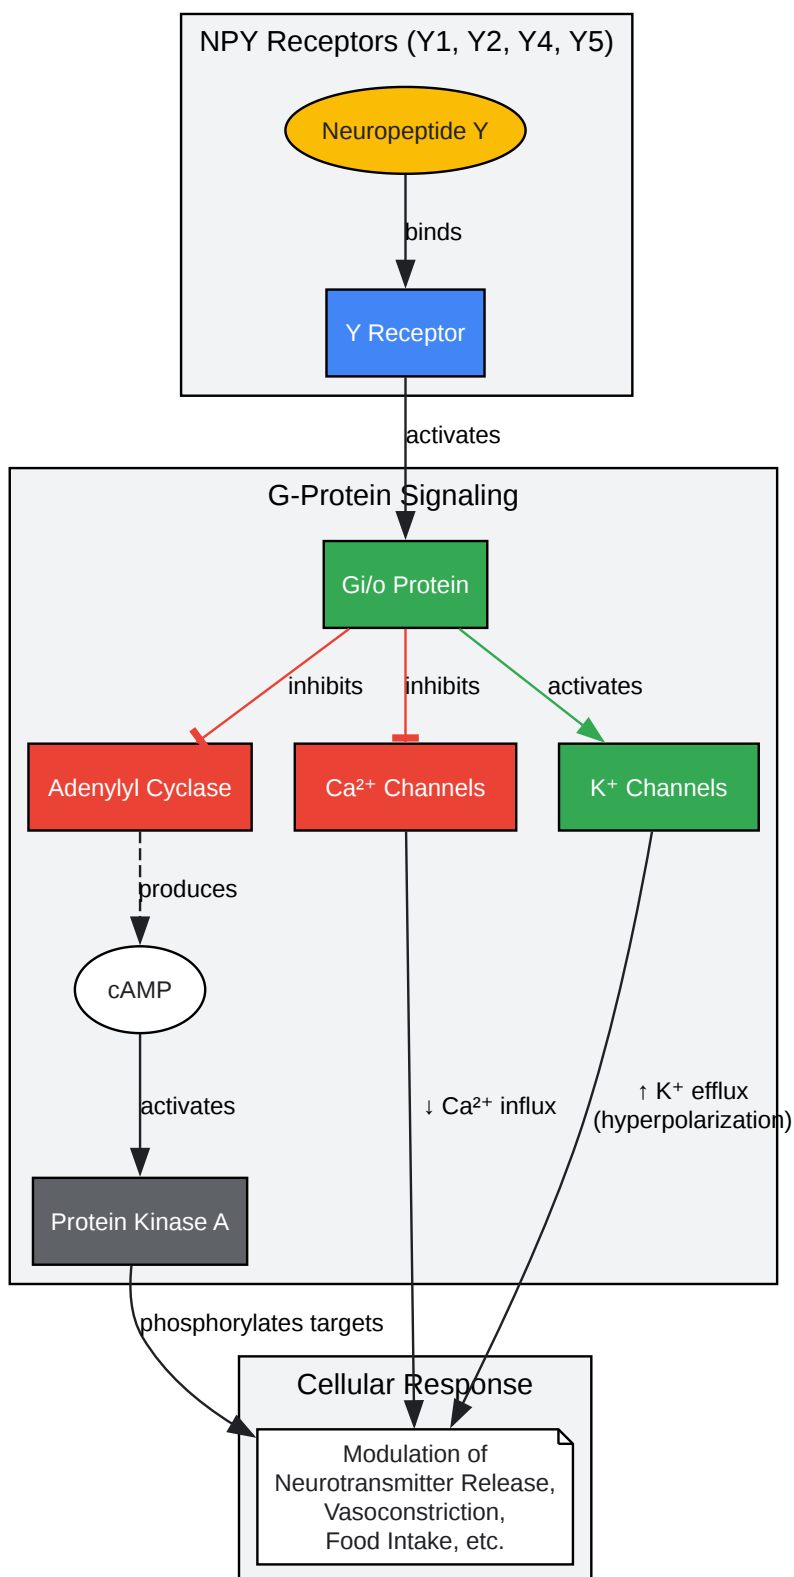 NPY Receptors (Y1, Y2, Y4, Y5)
Neuropeptide Y
binds
Y Receptor
activates
G-Protein Signaling
Gi/o Protein
inhibits
inhibits
activates
Adenylyl Cyclase
Ca²⁺ Channels
K⁺ Channels
produces
cAMP
activates
↓ Ca²⁺ influx
↑ K⁺ efflux
(hyperpolarization)
Protein Kinase A
phosphorylates targets
Cellular Response
Modulation of
Neurotransmitter Release,
Vasoconstriction,
Food Intake, etc.